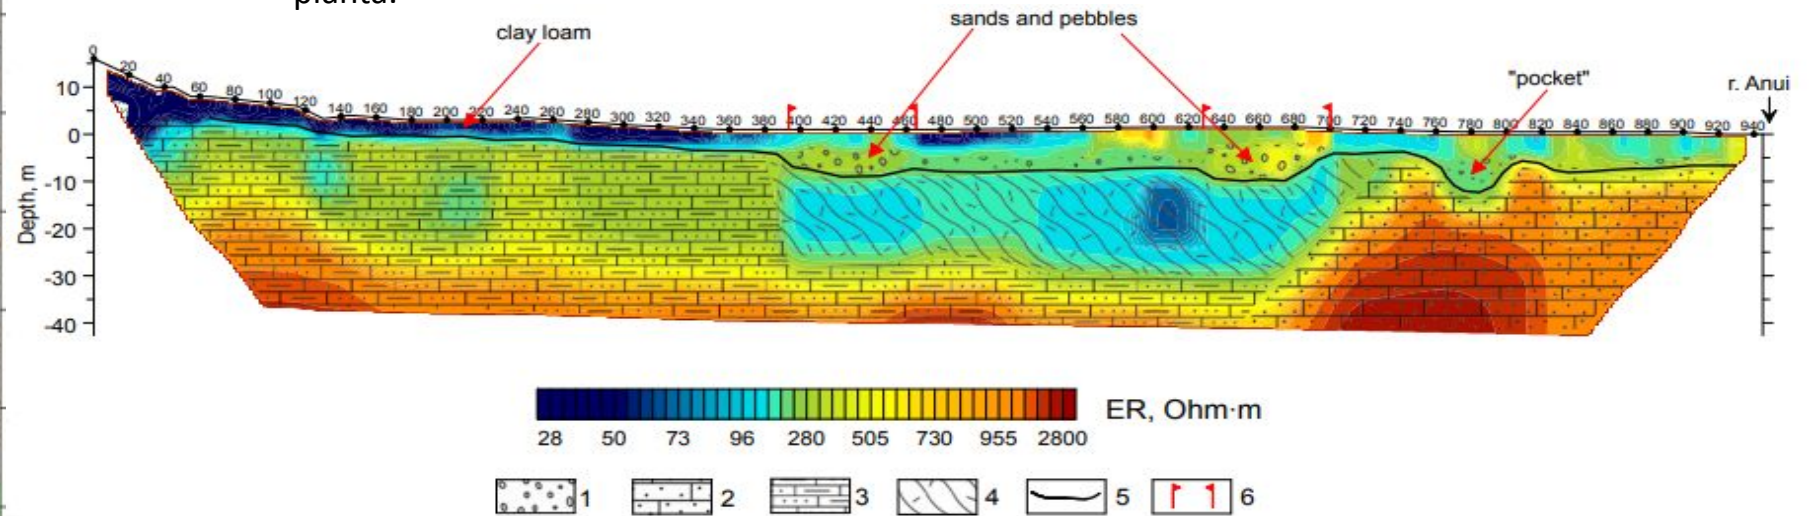 planta.
sands and pebbles
clay loam
"pocket"
r. Anui
0
20 40 60 80 100 120 140 160 180 200 220 240 260 280 300 320 340 360 380 400 420 440 460 480 500 520 540 560 580 600 620 640 660 680 700 720 740 760 780 800 820 840 860 880 900 920 940
10
0
-10
-20
-30
-40
Depth, m
ER, Ohm·m
28 50 73 96 280 505 730 955 2800
1 2 3 4 5 6